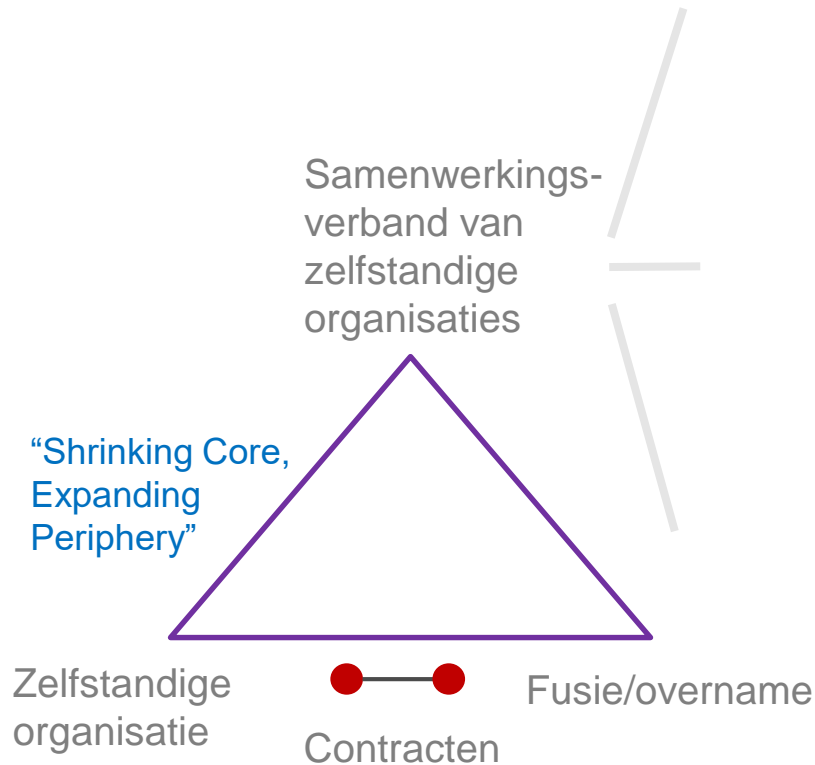 Samenwerkings-
verband van
zelfstandige
organisaties
“Shrinking Core,
Expanding
Periphery”
Zelfstandige
organisatie
Contracten
Fusie/overname